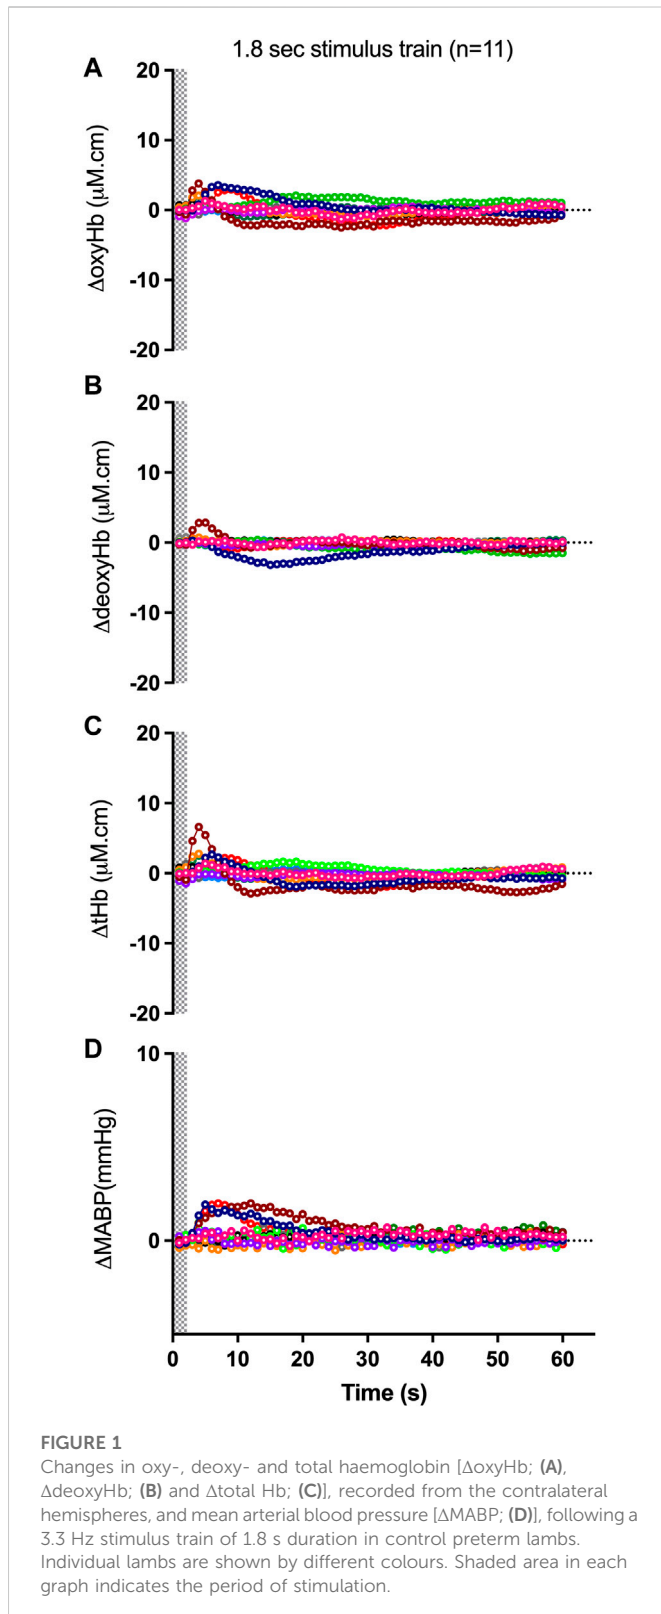 1.8 sec stimulus train (n=11)
A
20
10
0
-10
-20
ΔoxyHb (μM.cm)
B
20
10
0
-10
-20
ΔdeoxyHb (μM.cm)
C
20
10
0
-10
-20
ΔtHb (μM.cm)
D
10
0
ΔMABP(mmHg)
0 10 20 30 40 50 60
Time (s)
FIGURE 1
Changes in oxy-, deoxy- and total haemoglobin [ΔoxyHb; (A),
ΔdeoxyHb; (B) and Δtotal Hb; (C)], recorded from the contralateral
hemispheres, and mean arterial blood pressure [ΔMABP; (D)], following a
3.3 Hz stimulus train of 1.8 s duration in control preterm lambs.
Individual lambs are shown by different colours. Shaded area in each
graph indicates the period of stimulation.